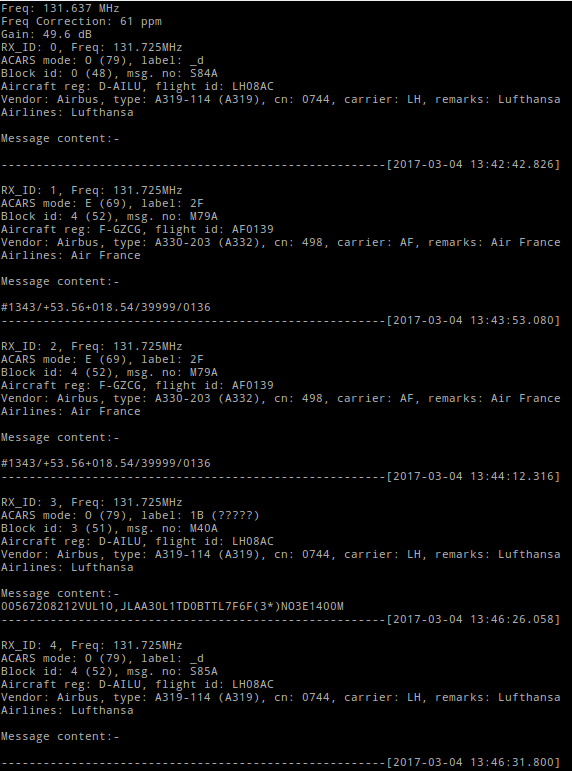 Freq: 131.637 MHz
Freq Correction: 61 ppm
Gain: 49.6 dB
RX_ID: 0, Freq: 131.725MHz
ACARS mode: O (79), label: _d
Block id: 0 (48), msg. no: S84A
Aircraft reg: D-AILU, flight id: LH08AC
Vendor: Airbus, type: A319-114 (A319), cn: 0744, carrier: LH, remarks: Lufthansa
Airlines: Lufthansa
Message content:-
-------------------------------------------------------[2017-03-04 13:42:42.826]
RX_ID: 1, Freq: 131.725MHz
ACARS mode: E (69), label: 2F
Block id: 4 (52), msg. no: M79A
Aircraft reg: F-GZCG, flight id: AF0139
Vendor: Airbus, type: A330-203 (A332), cn: 498, carrier: AF, remarks: Air France
Airlines: Air France
Message content:-
#1343/+53.56+018.54/39999/0136
-------------------------------------------------------[2017-03-04 13:43:53.080]
RX_ID: 2, Freq: 131.725MHz
ACARS mode: E (69), label: 2F
Block id: 4 (52), msg. no: M79A
Aircraft reg: F-GZCG, flight id: AF0139
Vendor: Airbus, type: A330-203 (A332), cn: 498, carrier: AF, remarks: Air France
Airlines: Air France
Message content:-
#1343/+53.56+018.54/39999/0136
-------------------------------------------------------[2017-03-04 13:44:12.316]
RX_ID: 3, Freq: 131.725MHz
ACARS mode: O (79), label: 1B (?????)
Block id: 3 (51), msg. no: M40A
Aircraft reg: D-AILU, flight id: LH08AC
Vendor: Airbus, type: A319-114 (A319), cn: 0744, carrier: LH, remarks: Lufthansa
Airlines: Lufthansa
Message content:-
00567208212VUL10,JLAA30L1TD0BTTL7F6F(3*)NO3E1400M
-------------------------------------------------------[2017-03-04 13:46:26.058]
RX_ID: 4, Freq: 131.725MHz
ACARS mode: O (79), label: _d
Block id: 4 (52), msg. no: S85A
Aircraft reg: D-AILU, flight id: LH08AC
Vendor: Airbus, type: A319-114 (A319), cn: 0744, carrier: LH, remarks: Lufthansa
Airlines: Lufthansa
Message content:-
-------------------------------------------------------[2017-03-04 13:46:31.800]